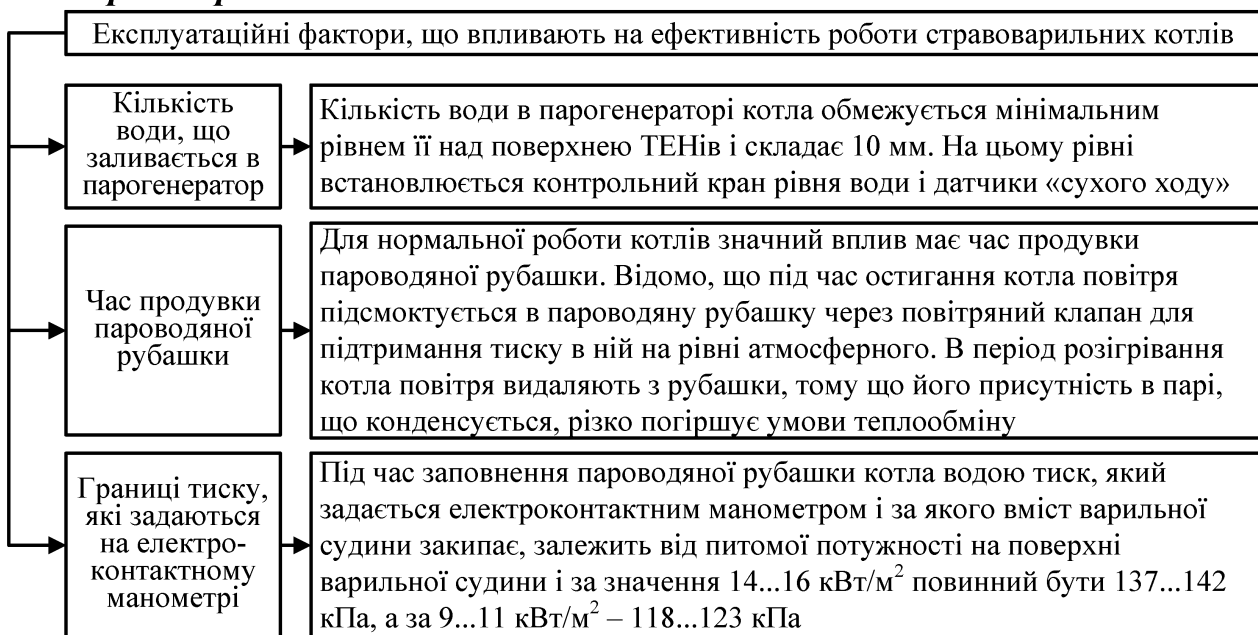 Експлуатаційні фактори, що впливають на ефективність роботи стравоварильних котлів
Кількість
води, що
заливається в
парогенератор
Кількість води в парогенераторі котла обмежується мінімальним
рівнем її над поверхнею ТЕНів і складає 10 мм. На цьому рівні
встановлюється контрольний кран рівня води і датчики «сухого ходу»
Час продувки
пароводяної
рубашки
Для нормальної роботи котлів значний вплив має час продувки
пароводяної рубашки. Відомо, що під час остигання котла повітря
підсмоктується в пароводяну рубашку через повітряний клапан для
підтримання тиску в ній на рівні атмосферного. В період розігрівання
котла повітря видаляють з рубашки, тому що його присутність в парі,
що конденсується, різко погіршує умови теплообміну
Границі тиску,
які задаються
на електро-
контактному
манометрі
Під час заповнення пароводяної рубашки котла водою тиск, який
задається електроконтактним манометром і за якого вміст варильної
судини закипає, залежить від питомої потужності на поверхні
варильної судини і за значення 14...16 кВт/м² повинний бути 137...142
кПа, а за 9...11 кВт/м² – 118...123 кПа